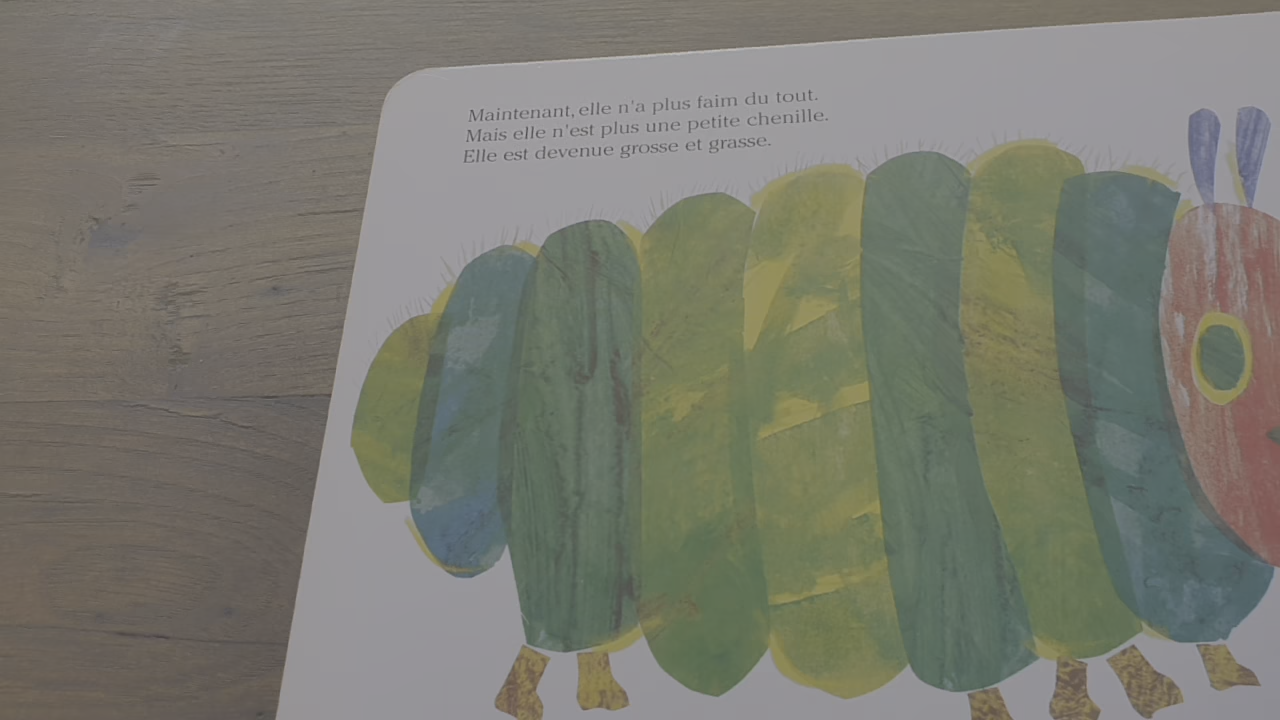 Maintenant, elle n'a plus faim du tout.
Mais elle n'est plus une petite chenille.
Elle est devenue grosse et grasse.